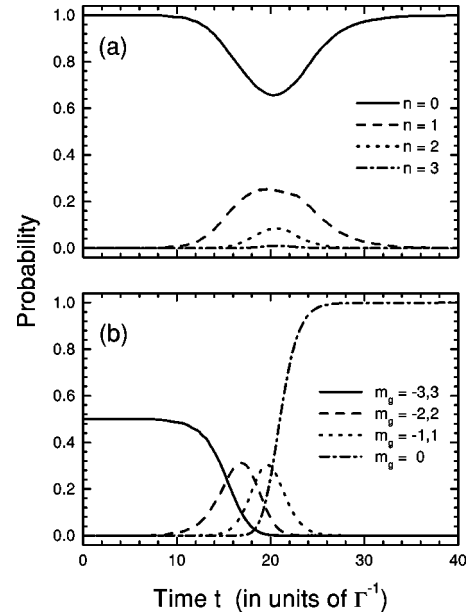 1.0
(a)
0.8
n = 0
0.6
n = 1
n = 2
0.4
n = 3
0.2
0.0
Probability
1.0
(b)
0.8
m_g = -3,3
0.6
m_g = -2,2
m_g = -1,1
0.4
m_g = 0
0.2
0.0
0 10 20 30 40
Time t (in units of Γ⁻¹)